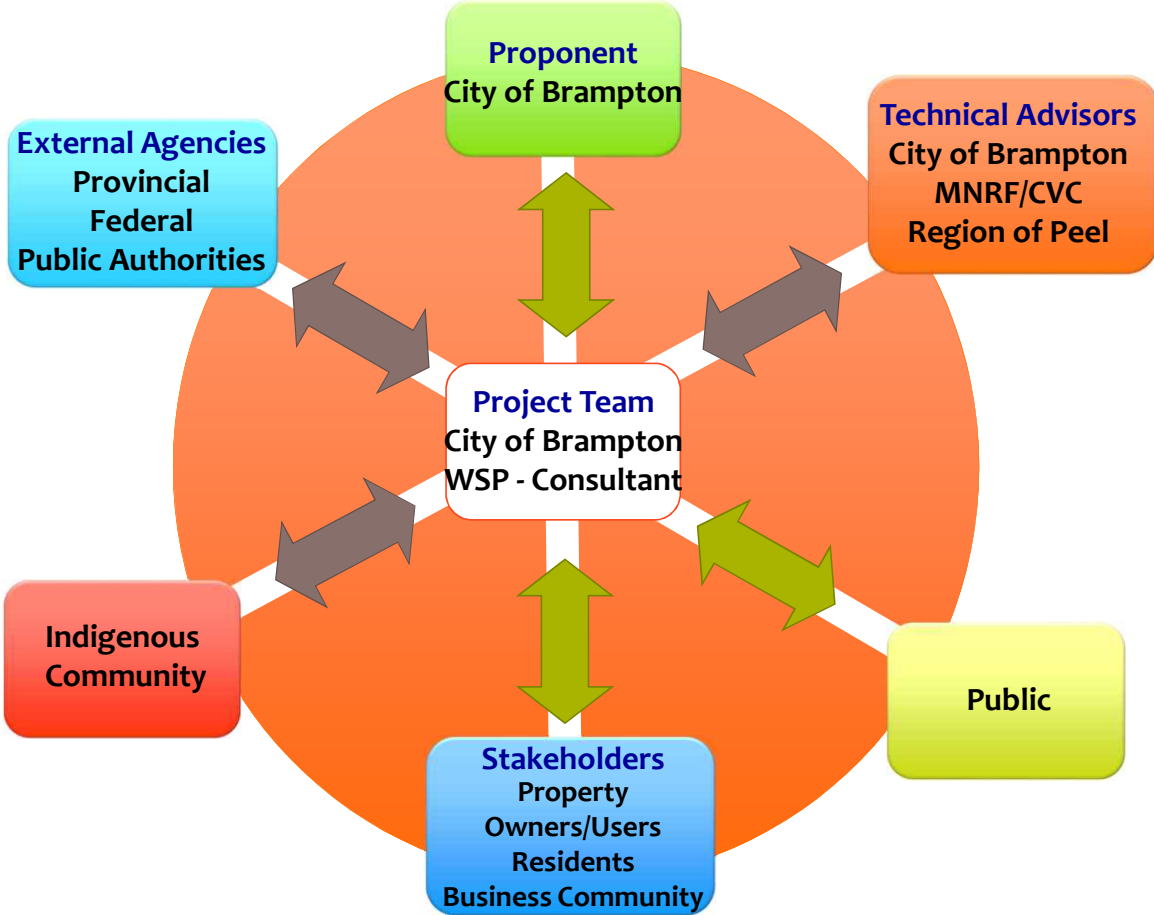 Proponent
City of Brampton
External Agencies
Provincial
Federal
Public Authorities
Technical Advisors
City of Brampton
MNRF/CVC
Region of Peel
Project Team
City of Brampton
WSP - Consultant
Indigenous
Community
Public
Stakeholders
Property
Owners/Users
Residents
Business Community